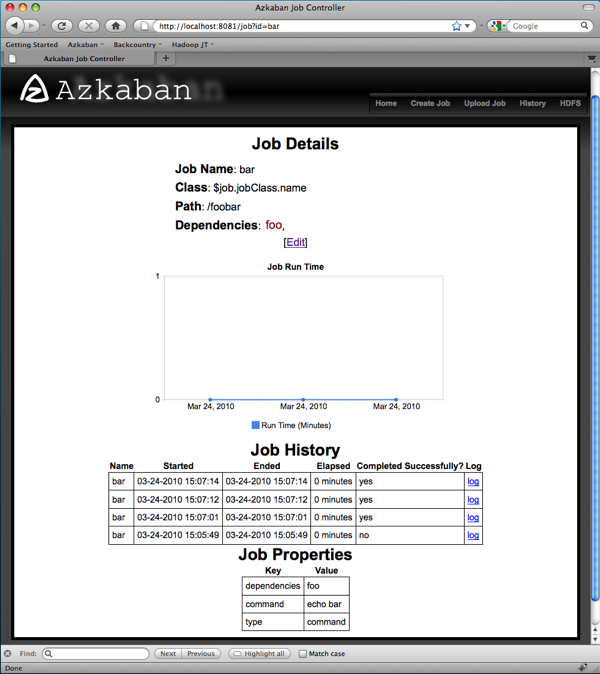 Azkaban Job Controller
http://localhost:8081/job?id=bar
Google
Getting Started Azkaban Backcountry Hadoop JT
Azkaban Job Controller
Azkaban
Home Create Job Upload Job History HDFS
Job Details
Job Name: bar
Class: $job.jobClass.name
Path: /foobar
Dependencies: foo,
[Edit]
Job Run Time
1
0
Mar 24, 2010 Mar 24, 2010 Mar 24, 2010
Run Time (Minutes)
Job History
Name Started Ended Elapsed Completed Successfully? Log
bar 03-24-2010 15:07:14 03-24-2010 15:07:14 0 minutes yes log
bar 03-24-2010 15:07:12 03-24-2010 15:07:12 0 minutes yes log
bar 03-24-2010 15:07:01 03-24-2010 15:07:01 0 minutes yes log
bar 03-24-2010 15:05:49 03-24-2010 15:05:49 0 minutes no log
Job Properties
Key Value
dependencies foo
command echo bar
type command
Find: Next Previous Highlight all Match case
Done